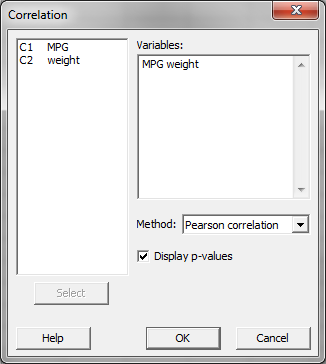 Correlation
C1 MPG
C2 weight
Variables:
MPG weight
Method: Pearson correlation
Display p-values
Select
Help OK Cancel